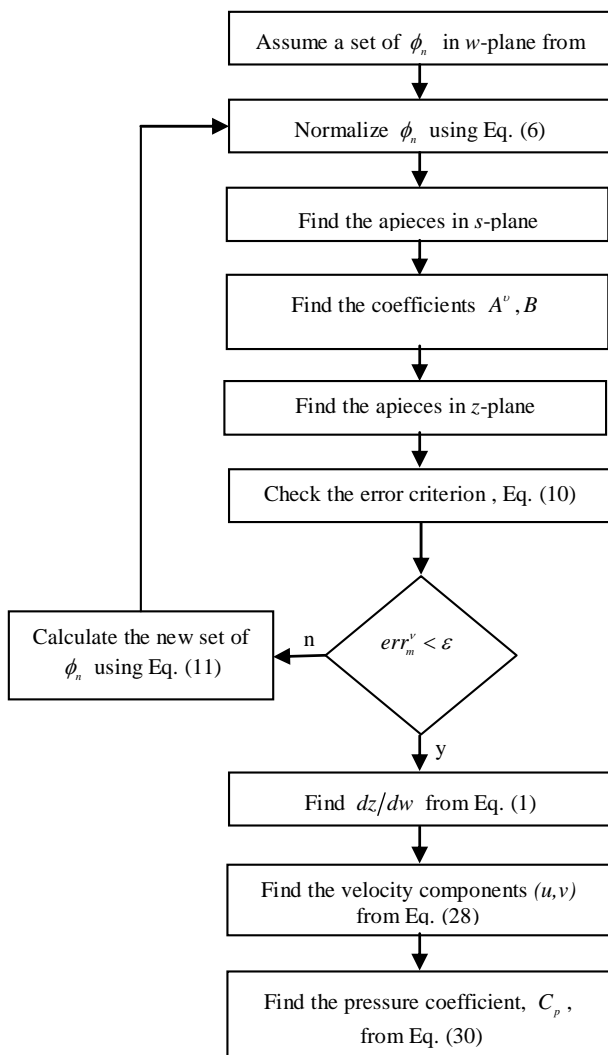 Assume a set of ϕₙ in w-plane from
Normalize ϕₙ using Eq. (6)
Find the apieces in s-plane
Find the coefficients A^υ, B
Find the apieces in z-plane
Check the error criterion , Eq. (10)
err_m^ν < ε
n
Calculate the new set of
ϕₙ using Eq. (11)
y
Find dz/dw from Eq. (1)
Find the velocity components (u,v)
from Eq. (28)
Find the pressure coefficient, C_p ,
from Eq. (30)